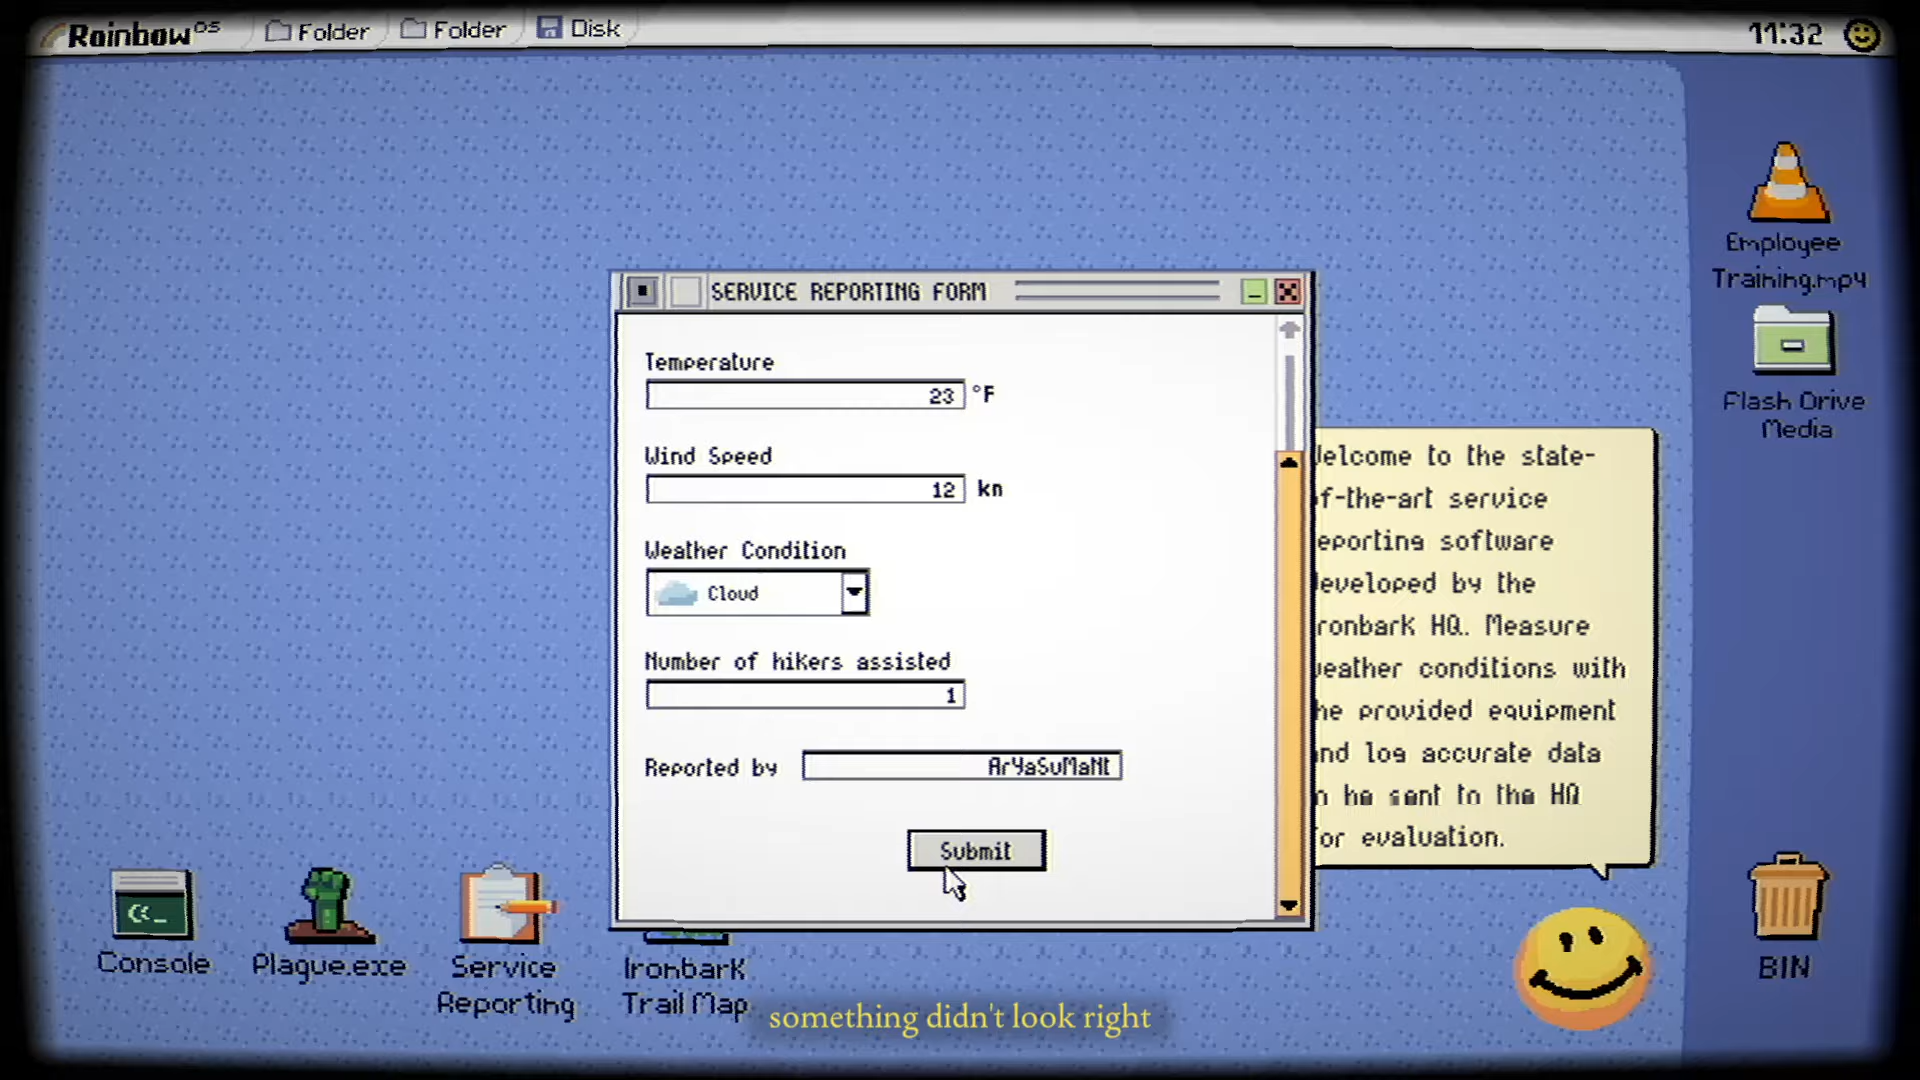 RainbowOS
Folder
Folder
Disk
11:32
Employee
Training.mp4
Flash Drive
Media
SERVICE REPORTING FORM
Temperature
23 °F
Wind Speed
12 kn
Weather Condition
Cloud
Number of hikers assisted
1
Reported by ArYaSuMaNt
Submit
elcome to the state-
f-the-art service
eporting software
eveloped by the
ronbark HQ. Measure
eather conditions with
he provided equipment
nd log accurate data
o be sent to the HQ
or evaluation.
Console
Plague.exe
Service
Reporting
Ironbark
Trail Map
BIN
something didn't look right